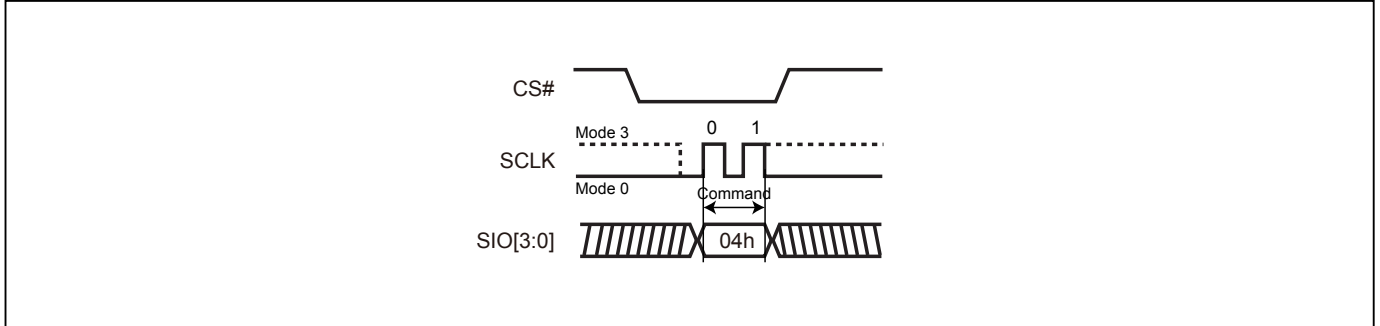 CS#
Mode 3
0 1
SCLK
Mode 0
Command
SIO[3:0]
04h